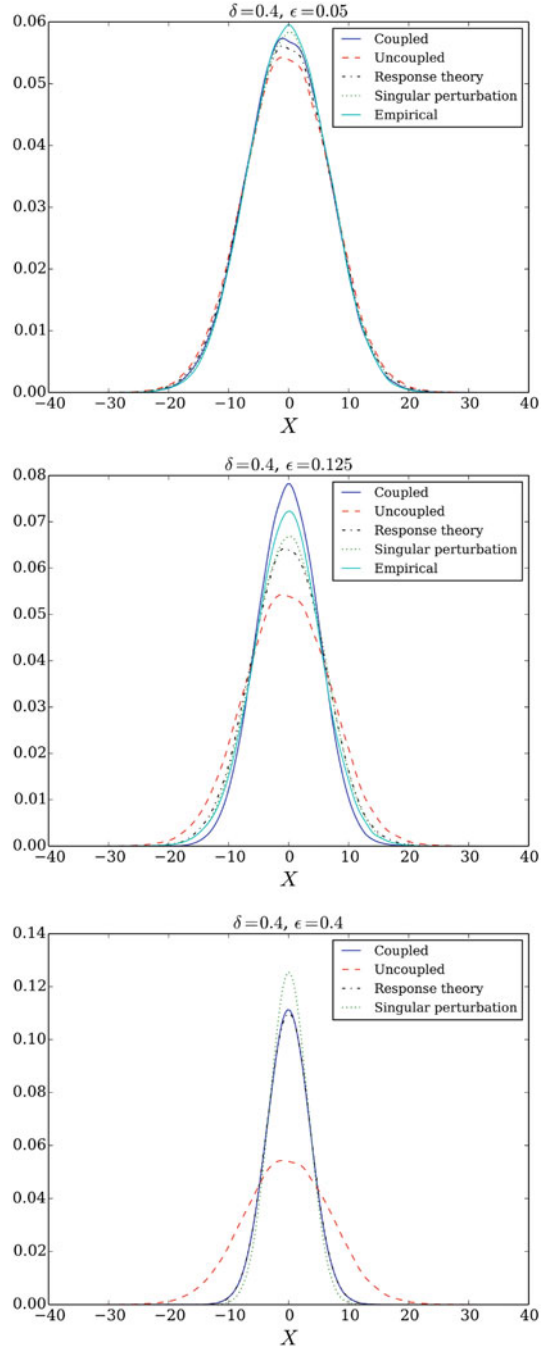 δ=0.4, ϵ=0.05
0.06
0.05
0.04
0.03
0.02
0.01
0.00
Coupled
Uncoupled
Response theory
Singular perturbation
Empirical
−40 −30 −20 −10 0 10 20 30 40
X
δ=0.4, ϵ=0.125
0.08
0.07
0.06
0.05
0.04
0.03
0.02
0.01
0.00
Coupled
Uncoupled
Response theory
Singular perturbation
Empirical
−40 −30 −20 −10 0 10 20 30 40
X
δ=0.4, ϵ=0.4
0.14
0.12
0.10
0.08
0.06
0.04
0.02
0.00
Coupled
Uncoupled
Response theory
Singular perturbation
−40 −30 −20 −10 0 10 20 30 40
X